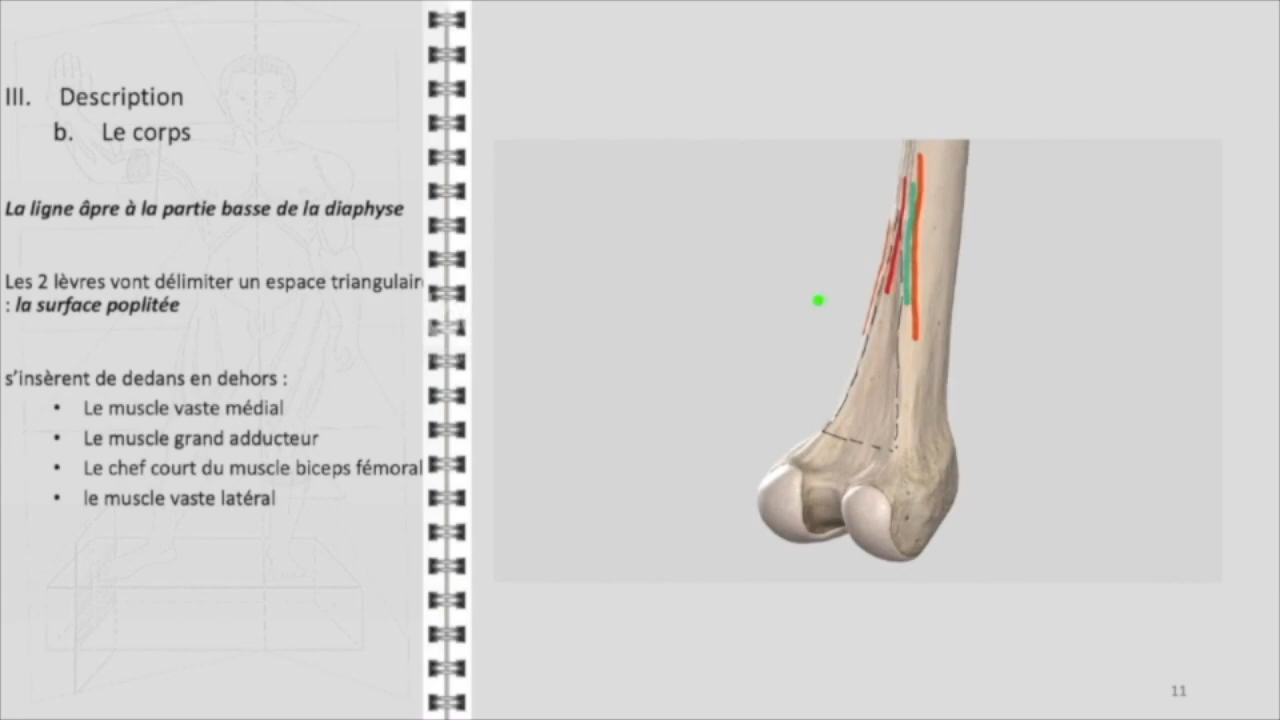 III. Description
b. Le corps
La ligne âpre à la partie basse de la diaphyse
Les 2 lèvres vont délimiter un espace triangulair
: la surface poplitée
s'insèrent de dedans en dehors :
• Le muscle vaste médial
• Le muscle grand adducteur
• Le chef court du muscle biceps fémoral
• le muscle vaste latéral
11